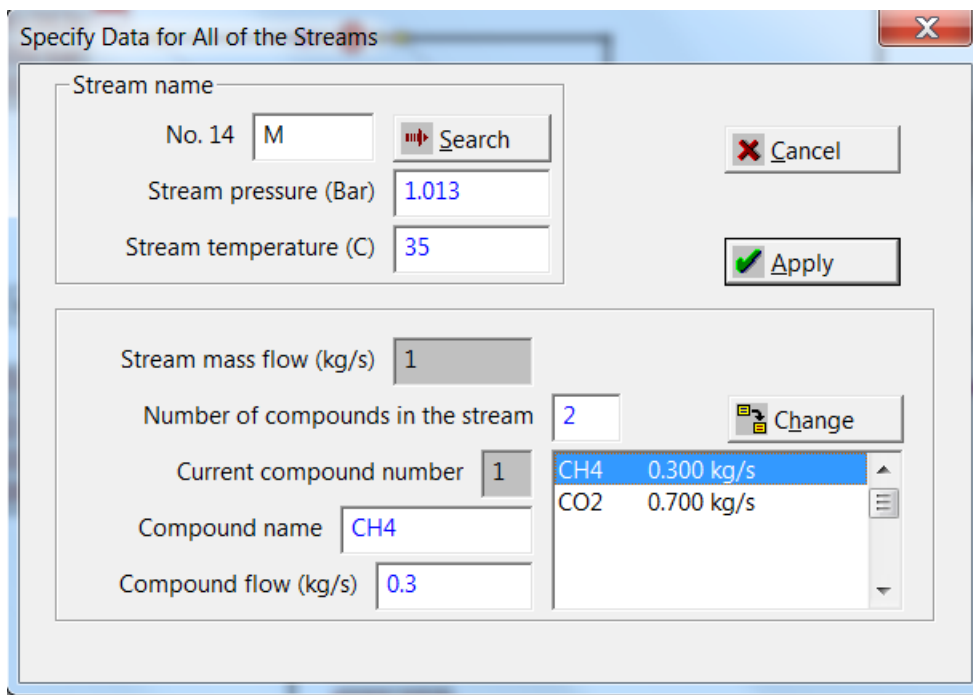 Specify Data for All of the Streams
X
Stream name
No. 14 M Search
Stream pressure (Bar) 1.013
Stream temperature (C) 35
Cancel
Apply
Stream mass flow (kg/s) 1
Number of compounds in the stream 2 Change
Current compound number 1
Compound name CH4
Compound flow (kg/s) 0.3
CH4 0.300 kg/s
CO2 0.700 kg/s